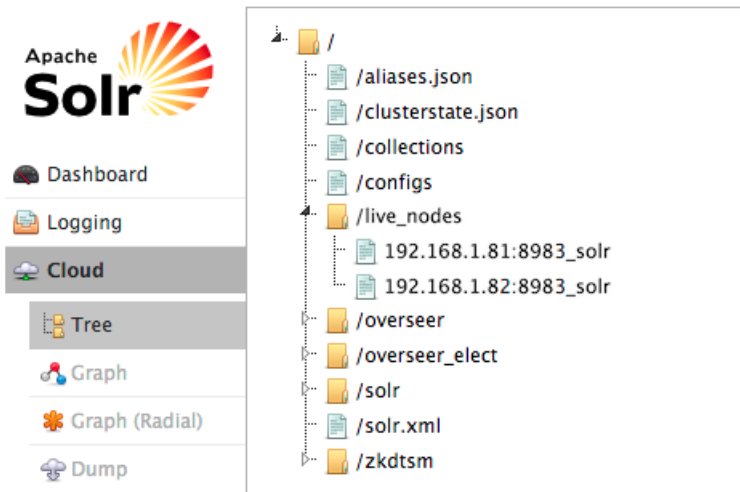 Apache
Solr
Dashboard
Logging
Cloud
Tree
Graph
Graph (Radial)
Dump
/
/aliases.json
/clusterstate.json
/collections
/configs
/live_nodes
192.168.1.81:8983_solr
192.168.1.82:8983_solr
/overseer
/overseer_elect
/solr
/solr.xml
/zkdtsm